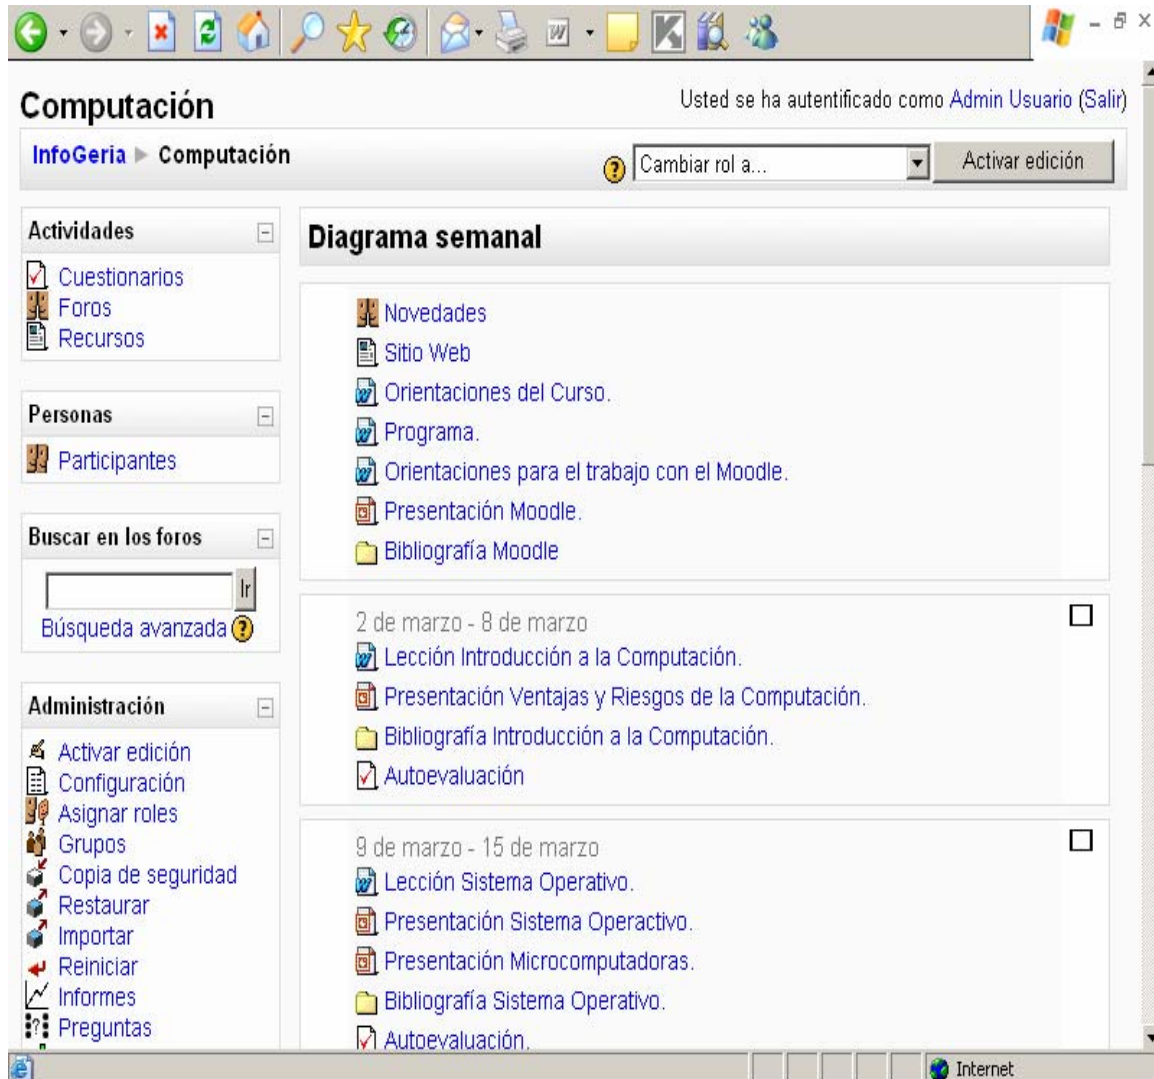 Computación
Usted se ha autentificado como Admin Usuario (Salir)
InfoGeria ► Computación
Cambiar rol a...
Activar edición
Actividades
Cuestionarios
Foros
Recursos
Personas
Participantes
Buscar en los foros
Ir
Búsqueda avanzada
Administración
Activar edición
Configuración
Asignar roles
Grupos
Copia de seguridad
Restaurar
Importar
Reiniciar
Informes
Preguntas
Diagrama semanal
Novedades
Sitio Web
Orientaciones del Curso.
Programa.
Orientaciones para el trabajo con el Moodle.
Presentación Moodle.
Bibliografía Moodle
2 de marzo - 8 de marzo
Lección Introducción a la Computación.
Presentación Ventajas y Riesgos de la Computación.
Bibliografía Introducción a la Computación.
Autoevaluación
9 de marzo - 15 de marzo
Lección Sistema Operativo.
Presentación Sistema Operactivo.
Presentación Microcomputadoras.
Bibliografía Sistema Operativo.
Autoevaluación.
Internet